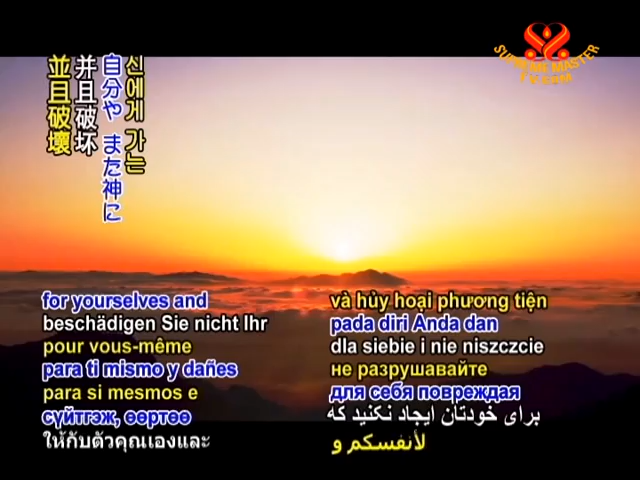 SUPREME MASTER
TV.COM
신에게 가는
自分や また神に
并且破坏
並且破壞
for yourselves and
beschädigen Sie nicht Ihr
pour vous-même
para ti mismo y dañes
para si mesmos e
сүйтгэж, өөртөө
ให้กับตัวคุณเองและ
và hủy hoại phương tiện
pada diri Anda dan
dla siebie i nie niszczcie
не разрушавайте
для себя повреждая
برای خودتان ایجاد نکنید که
لأنفسكم و